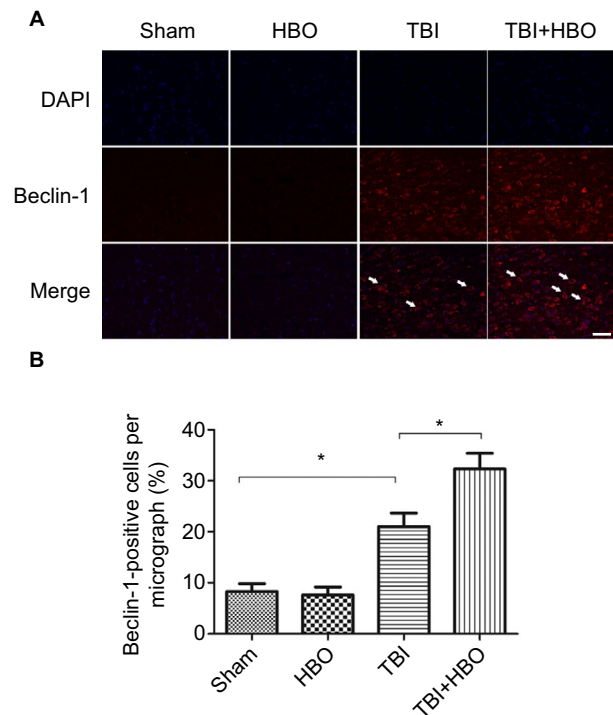 A
Sham HBO TBI TBI+HBO
DAPI
Beclin-1
Merge
B
Beclin-1-positive cells per
micrograph (%)
40
30
20
10
0
*
*
Sham
HBO
TBI
TBI+HBO